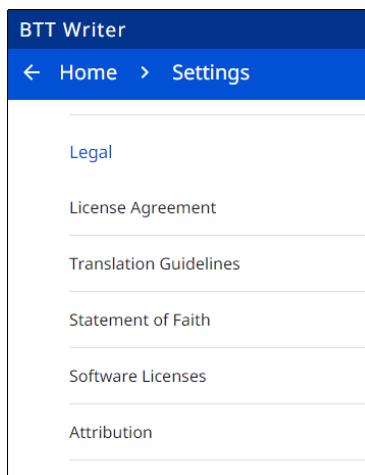 BTT Writer
← Home > Settings
Legal
License Agreement
Translation Guidelines
Statement of Faith
Software Licenses
Attribution